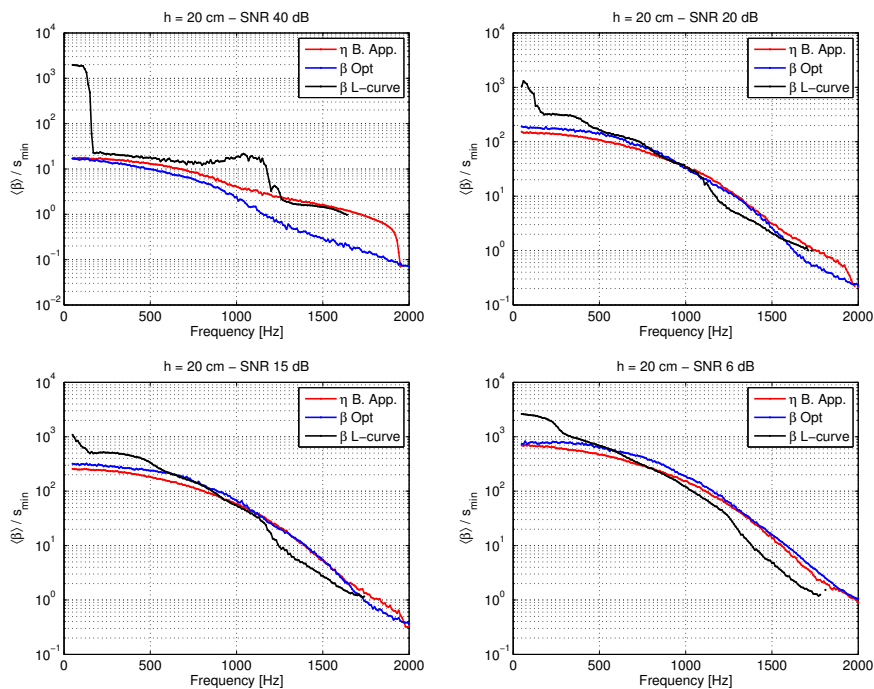 h = 20 cm − SNR 40 dB
10^4
10^3
10^2
10^1
10^0
10^−1
10^−2
⟨β⟩ / s_min
0 500 1000 1500 2000
Frequency [Hz]
η B. App.
β Opt
β L−curve
h = 20 cm − SNR 20 dB
10^4
10^3
10^2
10^1
10^0
10^−1
⟨β⟩ / s_min
0 500 1000 1500 2000
Frequency [Hz]
η B. App.
β Opt
β L−curve
h = 20 cm − SNR 15 dB
10^4
10^3
10^2
10^1
10^0
10^−1
⟨β⟩ / s_min
0 500 1000 1500 2000
Frequency [Hz]
η B. App.
β Opt
β L−curve
h = 20 cm − SNR 6 dB
10^4
10^3
10^2
10^1
10^0
10^−1
⟨β⟩ / s_min
0 500 1000 1500 2000
Frequency [Hz]
η B. App.
β Opt
β L−curve